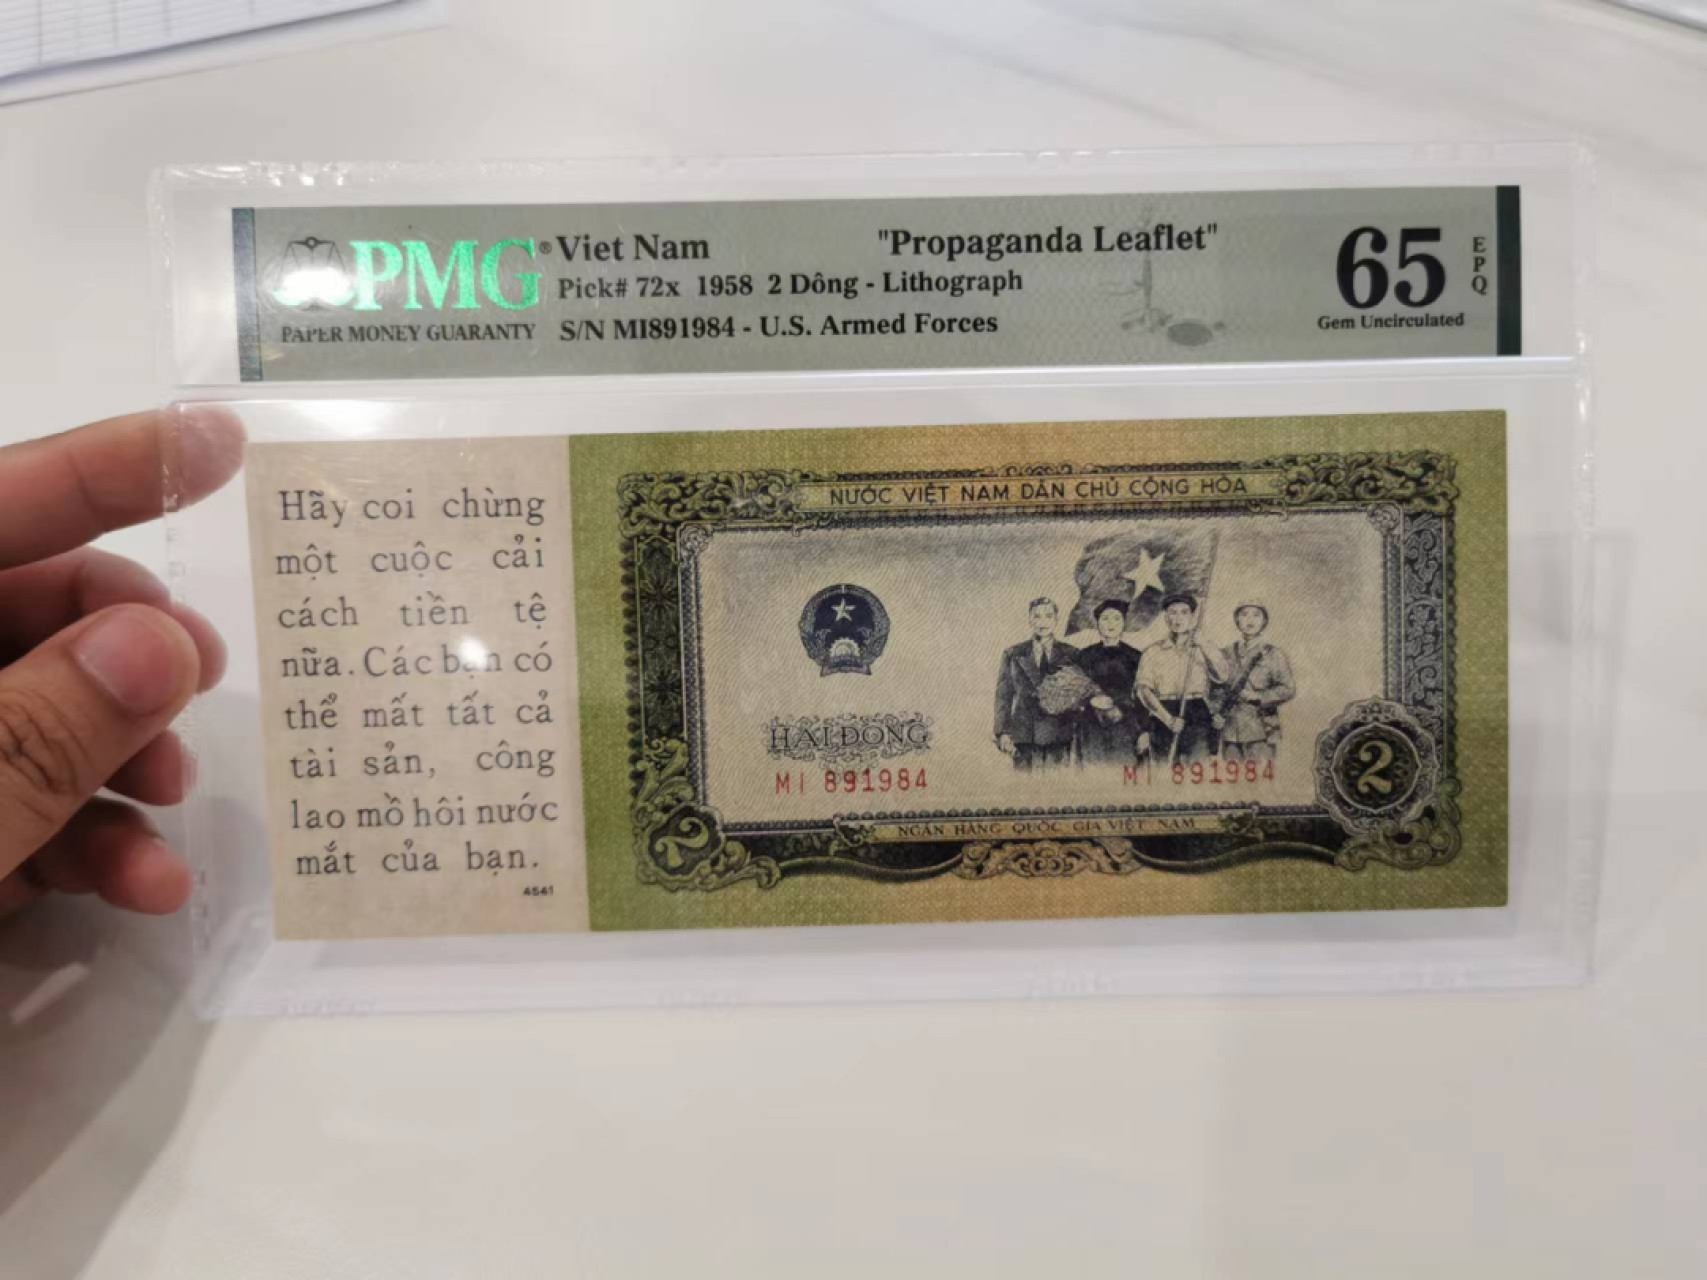 PMG®
PAPER MONEY GUARANTY
Viet Nam "Propaganda Leaflet"
Pick# 72x 1958 2 Dông - Lithograph
S/N MI891984 - U.S. Armed Forces
65
EPQ
Gem Uncirculated
Hãy coi chừng
một cuộc cải
cách tiền tệ
nữa. Các bạn có
thể mất tất cả
tài sản, công
lao mồ hôi nước
mắt của bạn.
4541
NƯỚC VIỆT NAM DÂN CHỦ CỘNG HÒA
HAI ĐỒNG
MI 891984
MI 891984
2
2
NGÂN HÀNG QUỐC GIA VIỆT NAM